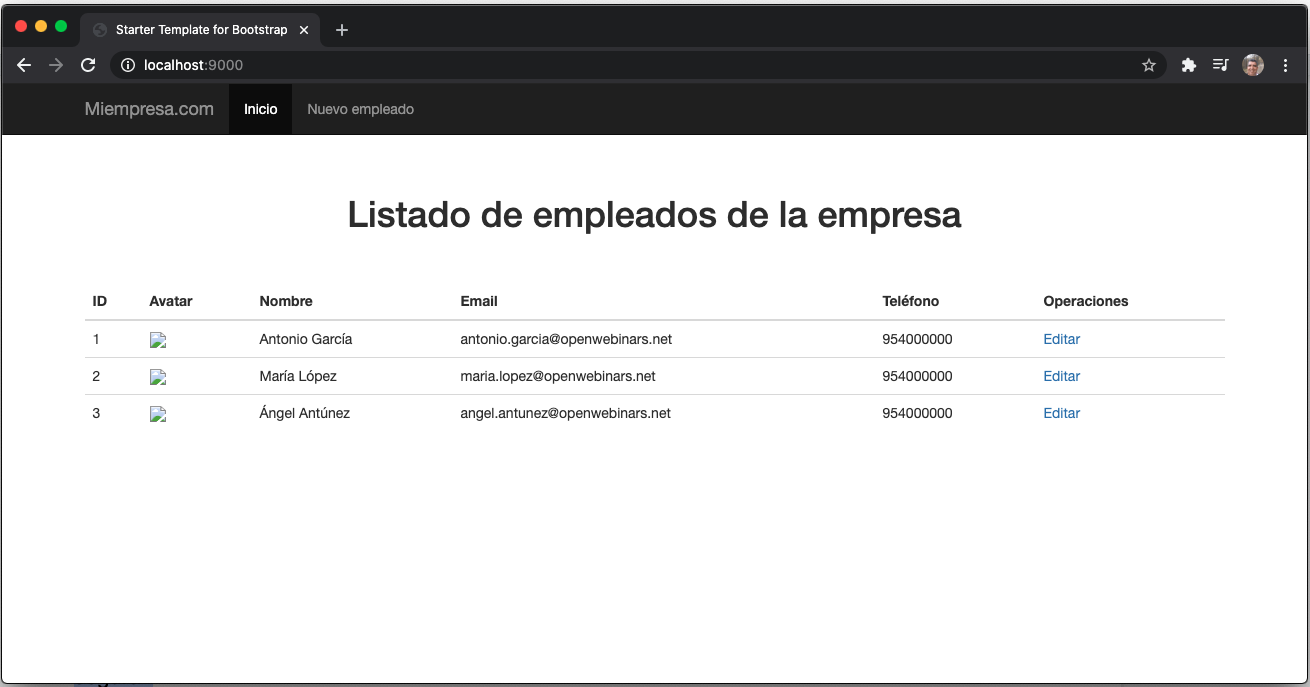 Starter Template for Bootstrap
localhost:9000
Miempresa.com Inicio Nuevo empleado
Listado de empleados de la empresa
ID Avatar Nombre Email Teléfono Operaciones
1 Antonio García antonio.garcia@openwebinars.net 954000000 Editar
2 María López maria.lopez@openwebinars.net 954000000 Editar
3 Ángel Antúnez angel.antunez@openwebinars.net 954000000 Editar